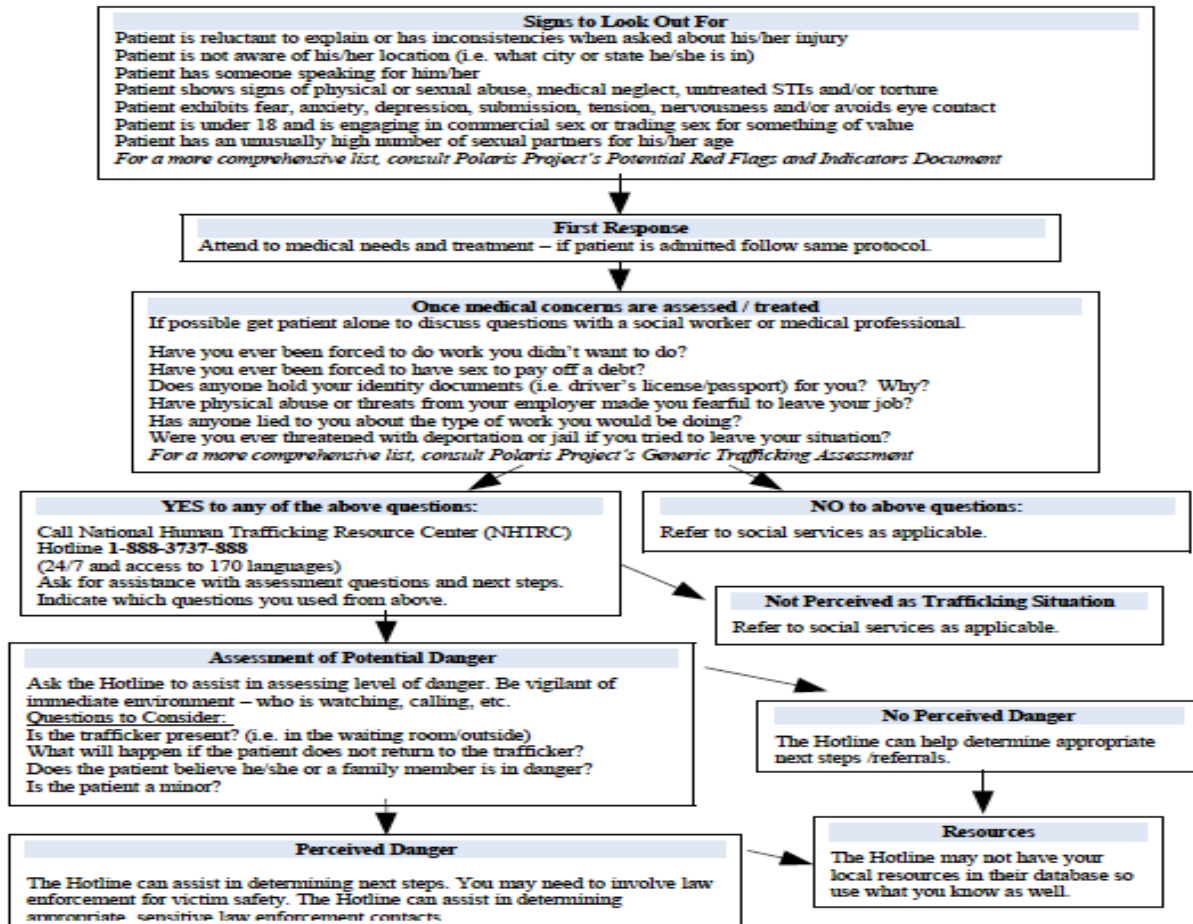 Signs to Look Out For
Patient is reluctant to explain or has inconsistencies when asked about his/her injury
Patient is not aware of his/her location (i.e. what city or state he/she is in)
Patient has someone speaking for him/her
Patient shows signs of physical or sexual abuse, medical neglect, untreated STIs and/or torture
Patient exhibits fear, anxiety, depression, submission, tension, nervousness and/or avoids eye contact
Patient is under 18 and is engaging in commercial sex or trading sex for something of value
Patient has an unusually high number of sexual partners for his/her age
For a more comprehensive list, consult Polaris Project's Potential Red Flags and Indicators Document
First Response
Attend to medical needs and treatment – if patient is admitted follow same protocol.
Once medical concerns are assessed / treated
If possible get patient alone to discuss questions with a social worker or medical professional.
Have you ever been forced to do work you didn't want to do?
Have you ever been forced to have sex to pay off a debt?
Does anyone hold your identity documents (i.e. driver's license/passport) for you? Why?
Have physical abuse or threats from your employer made you fearful to leave your job?
Has anyone lied to you about the type of work you would be doing?
Were you ever threatened with deportation or jail if you tried to leave your situation?
For a more comprehensive list, consult Polaris Project's Generic Trafficking Assessment
YES to any of the above questions:
Call National Human Trafficking Resource Center (NHTRC)
Hotline 1-888-3737-888
(24/7 and access to 170 languages)
Ask for assistance with assessment questions and next steps.
Indicate which questions you used from above.
NO to above questions:
Refer to social services as applicable.
Not Perceived as Trafficking Situation
Refer to social services as applicable.
Assessment of Potential Danger
Ask the Hotline to assist in assessing level of danger. Be vigilant of
immediate environment – who is watching, calling, etc.
Questions to Consider:
Is the trafficker present? (i.e. in the waiting room/outside)
What will happen if the patient does not return to the trafficker?
Does the patient believe he/she or a family member is in danger?
Is the patient a minor?
No Perceived Danger
The Hotline can help determine appropriate
next steps /referrals.
Perceived Danger
The Hotline can assist in determining next steps. You may need to involve law
enforcement for victim safety. The Hotline can assist in determining
appropriate, sensitive law enforcement contacts
Resources
The Hotline may not have your
local resources in their database so
use what you know as well.